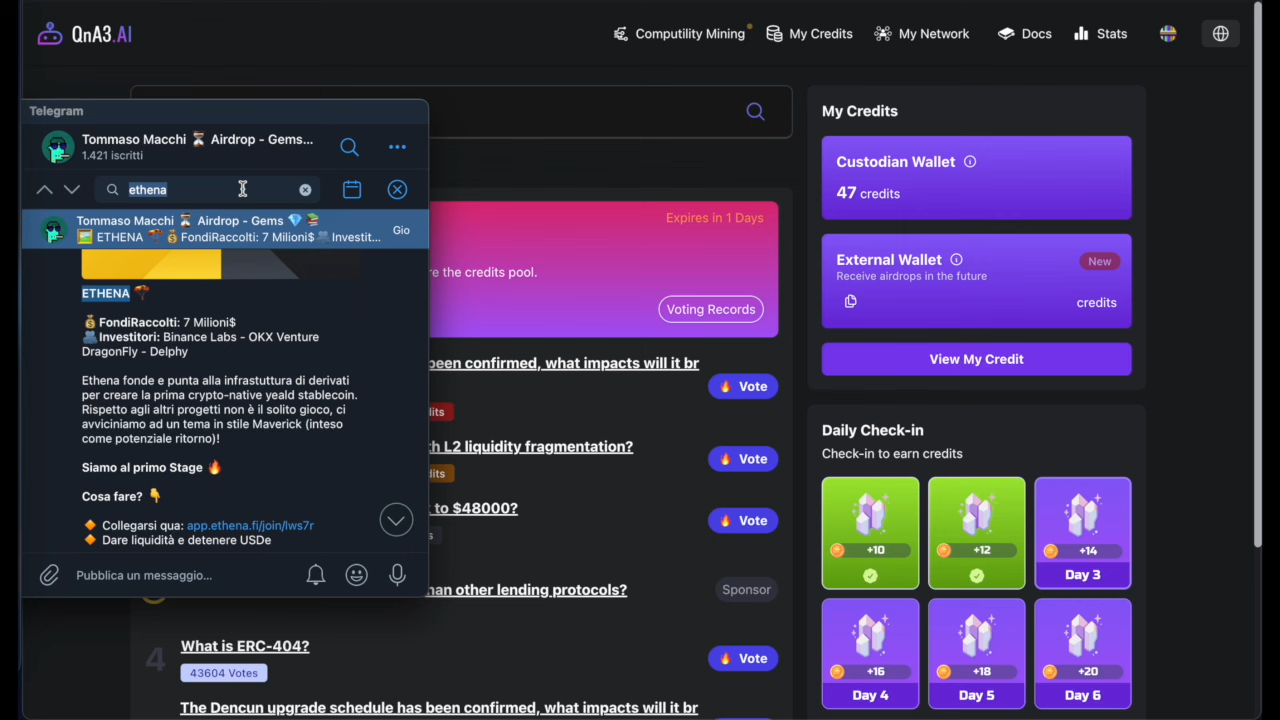 QnA3.AI
Computility Mining
My Credits
My Network
Docs
Stats
Telegram
Tommaso Macchi ⏳ Airdrop - Gems...
1.421 iscritti
ethena
Tommaso Macchi ⏳ Airdrop - Gems 💎 📚
🖼️ ETHENA 🪂 💰FondiRaccolti: 7 Milioni$👥 Investit...
Gio
ETHENA 🪂
💰FondiRaccolti: 7 Milioni$
👥Investitori: Binance Labs - OKX Venture
DragonFly - Delphy
Ethena fonde e punta alla infrastuttura di derivati
per creare la prima crypto-native yeald stablecoin.
Rispetto agli altri progetti non è il solito gioco, ci
avviciniamo ad un tema in stile Maverick (inteso
come potenziale ritorno)!
Siamo al primo Stage 🔥
Cosa fare? 👇
🔸 Collegarsi qua: app.ethena.fi/join/lws7r
🔸 Dare liquidità e detenere USDe
Pubblica un messaggio...
Expires in 1 Days
re the credits pool.
Voting Records
been confirmed, what impacts will it br
Vote
its
h L2 liquidity fragmentation?
dits
Vote
to $48000?
s
Vote
han other lending protocols?
Sponsor
4
What is ERC-404?
43604 Votes
Vote
The Dencun upgrade schedule has been confirmed, what impacts will it br
My Credits
Custodian Wallet
47 credits
External Wallet
New
Receive airdrops in the future
credits
View My Credit
Daily Check-in
Check-in to earn credits
+10
+12
+14
Day 3
+16
Day 4
+18
Day 5
+20
Day 6